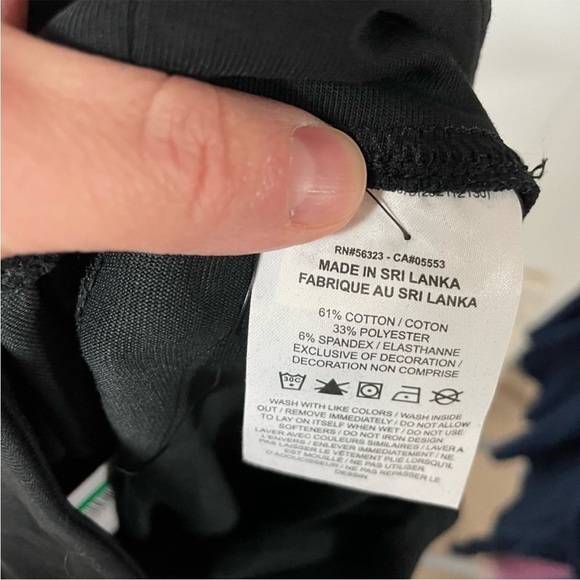 RN#56323 - CA#05553
MADE IN SRI LANKA
FABRIQUE AU SRI LANKA
61% COTTON / COTON
33% POLYESTER
6% SPANDEX / ELASTHANNE
EXCLUSIVE OF DECORATION /
DECORATION NON COMPRISE
30C
WASH WITH LIKE COLORS / WASH INSIDE
OUT / REMOVE IMMEDIATELY / DO NOT ALLOW
TO LAY ON ITSELF WHEN WET / DO NOT USE
SOFTENERS / DO NOT IRON DESIGN
LAVER AVEC COULEURS SIMILAIRES / LAVER A
L'ENVERS / ENLEVER IMMEDIATEMENT / NE
PAS LAISSER LE VÊTEMENT PLIÉ LORSQU'IL
EST MOUILLÉ / NE PAS UTILISER
D'ADOUCISSEUR / NE PAS REPASSER LE
DESSIN